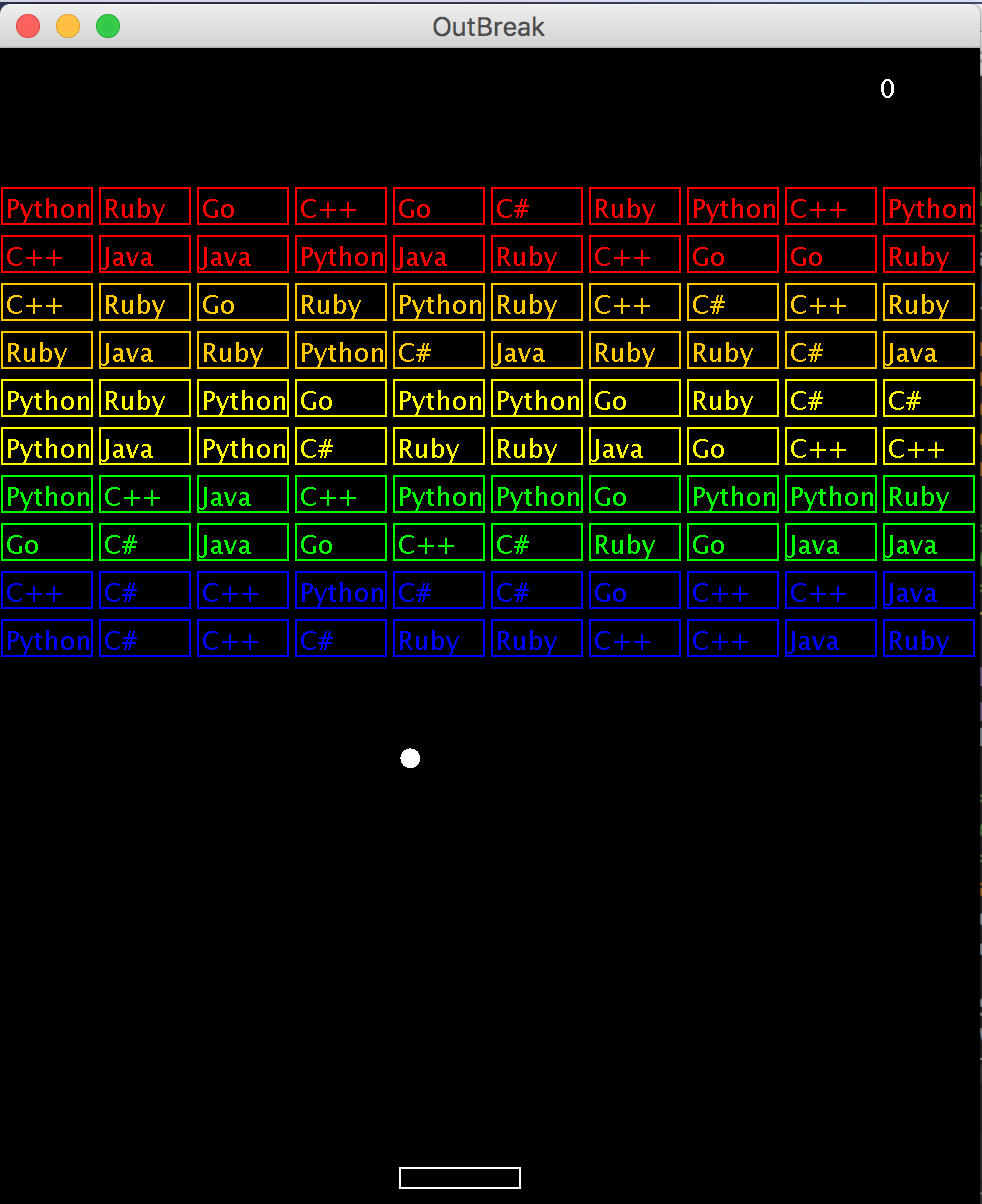 OutBreak
0
Python Ruby Go C++ Go C# Ruby Python C++ Python
C++ Java Java Python Java Ruby C++ Go Go Ruby
C++ Ruby Go Ruby Python Ruby C++ C# C++ Ruby
Ruby Java Ruby Python C# Java Ruby Ruby C# Java
Python Ruby Python Go Python Python Go Ruby C# C#
Python Java Python C# Ruby Ruby Java Go C++ C++
Python C++ Java C++ Python Python Go Python Python Ruby
Go C# Java Go C++ C# Ruby Go Java Java
C++ C# C++ Python C# C# Go C++ C++ Java
Python C# C++ C# Ruby Ruby C++ C++ Java Ruby